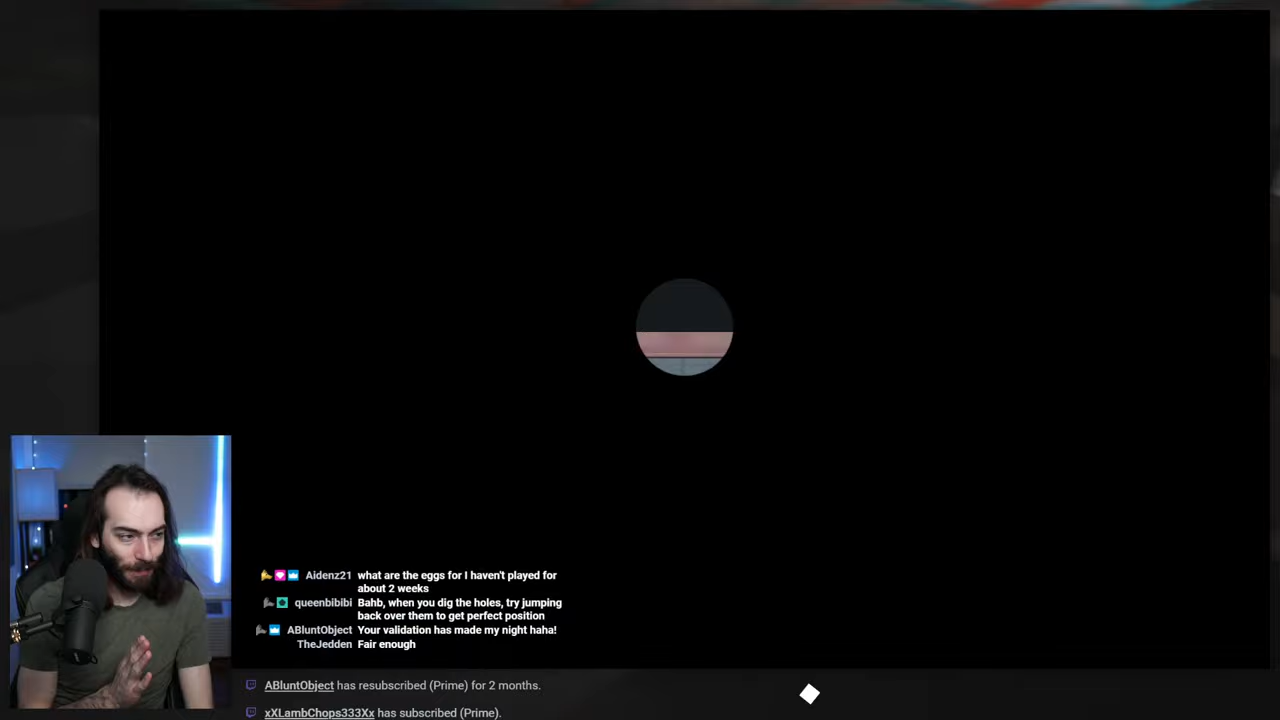 Aidenz21 what are the eggs for I haven't played for
about 2 weeks
queenbibibi Bahb, when you dig the holes, try jumping
back over them to get perfect position
ABluntObject Your validation has made my night haha!
TheJedden Fair enough
ABluntObject has resubscribed (Prime) for 2 months.
xXLambChops333Xx has subscribed (Prime).